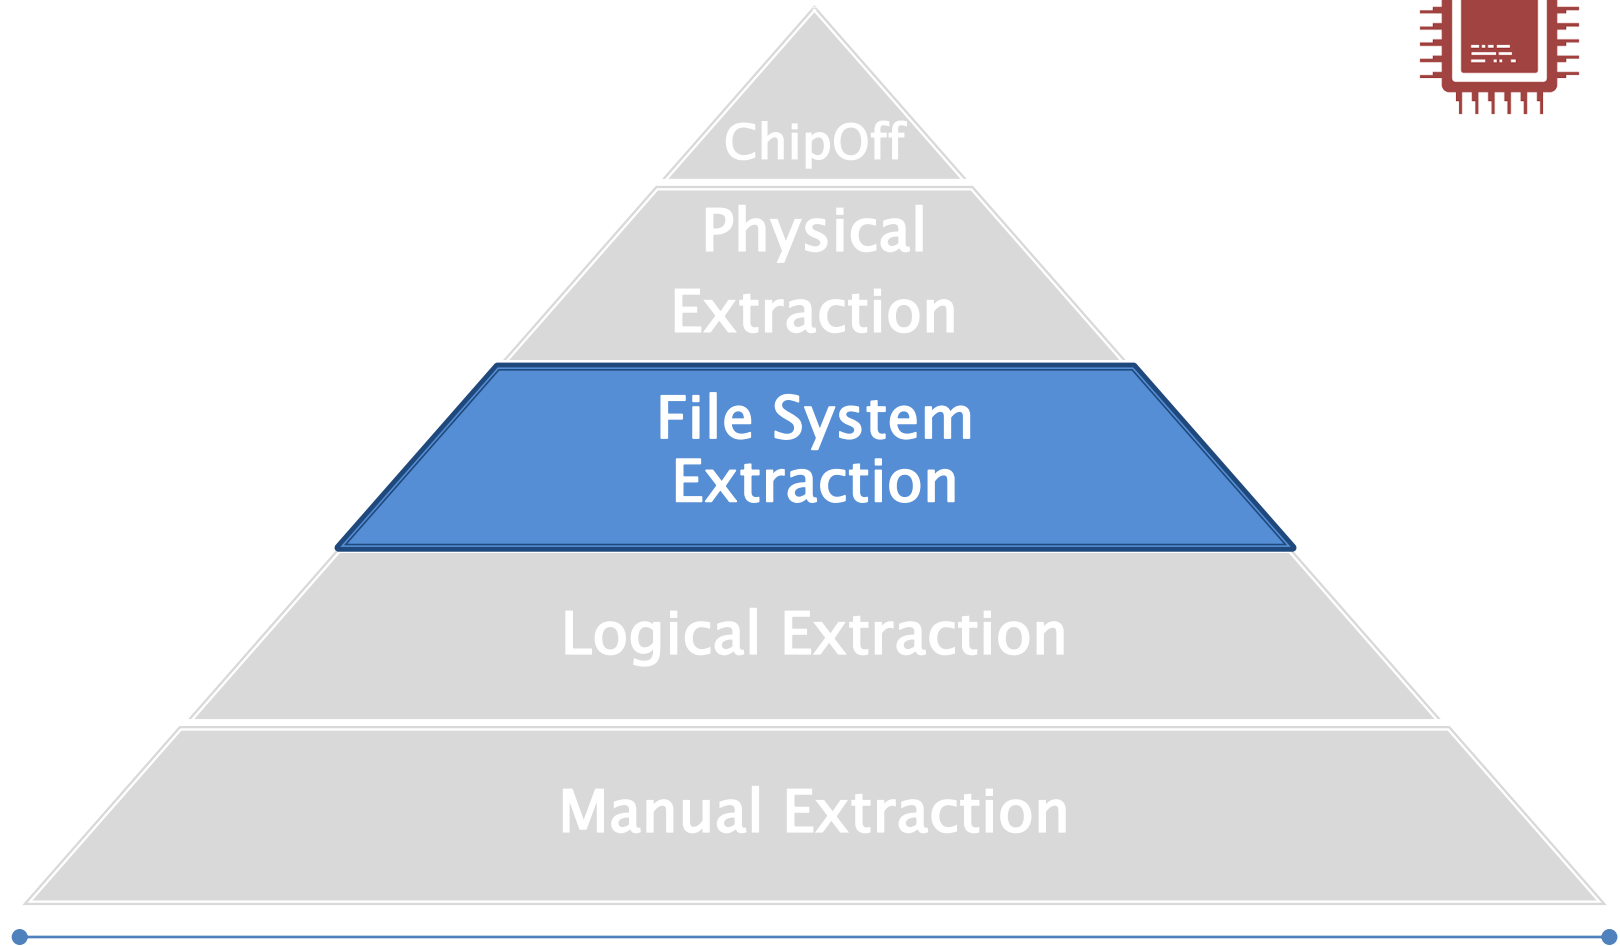 ChipOff
Physical
Extraction
File System
Extraction
Logical Extraction
Manual Extraction